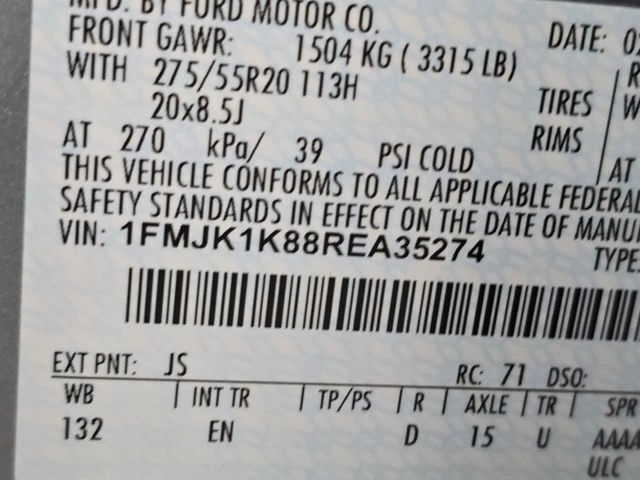 MFD. BY FORD MOTOR CO.
FRONT GAWR: 1504 KG ( 3315 LB) DATE: 0
WITH 275/55R20 113H TIRES R
20x8.5J RIMS W
AT 270 kPa/ 39 PSI COLD AT
THIS VEHICLE CONFORMS TO ALL APPLICABLE FEDERAL
SAFETY STANDARDS IN EFFECT ON THE DATE OF MANU
VIN: 1FMJK1K88REA35274 TYPE:
EXT PNT: JS RC: 71 DSO:
WB | INT TR | TP/PS | R | AXLE | TR | SPR
132 EN D 15 U AAAA
ULC